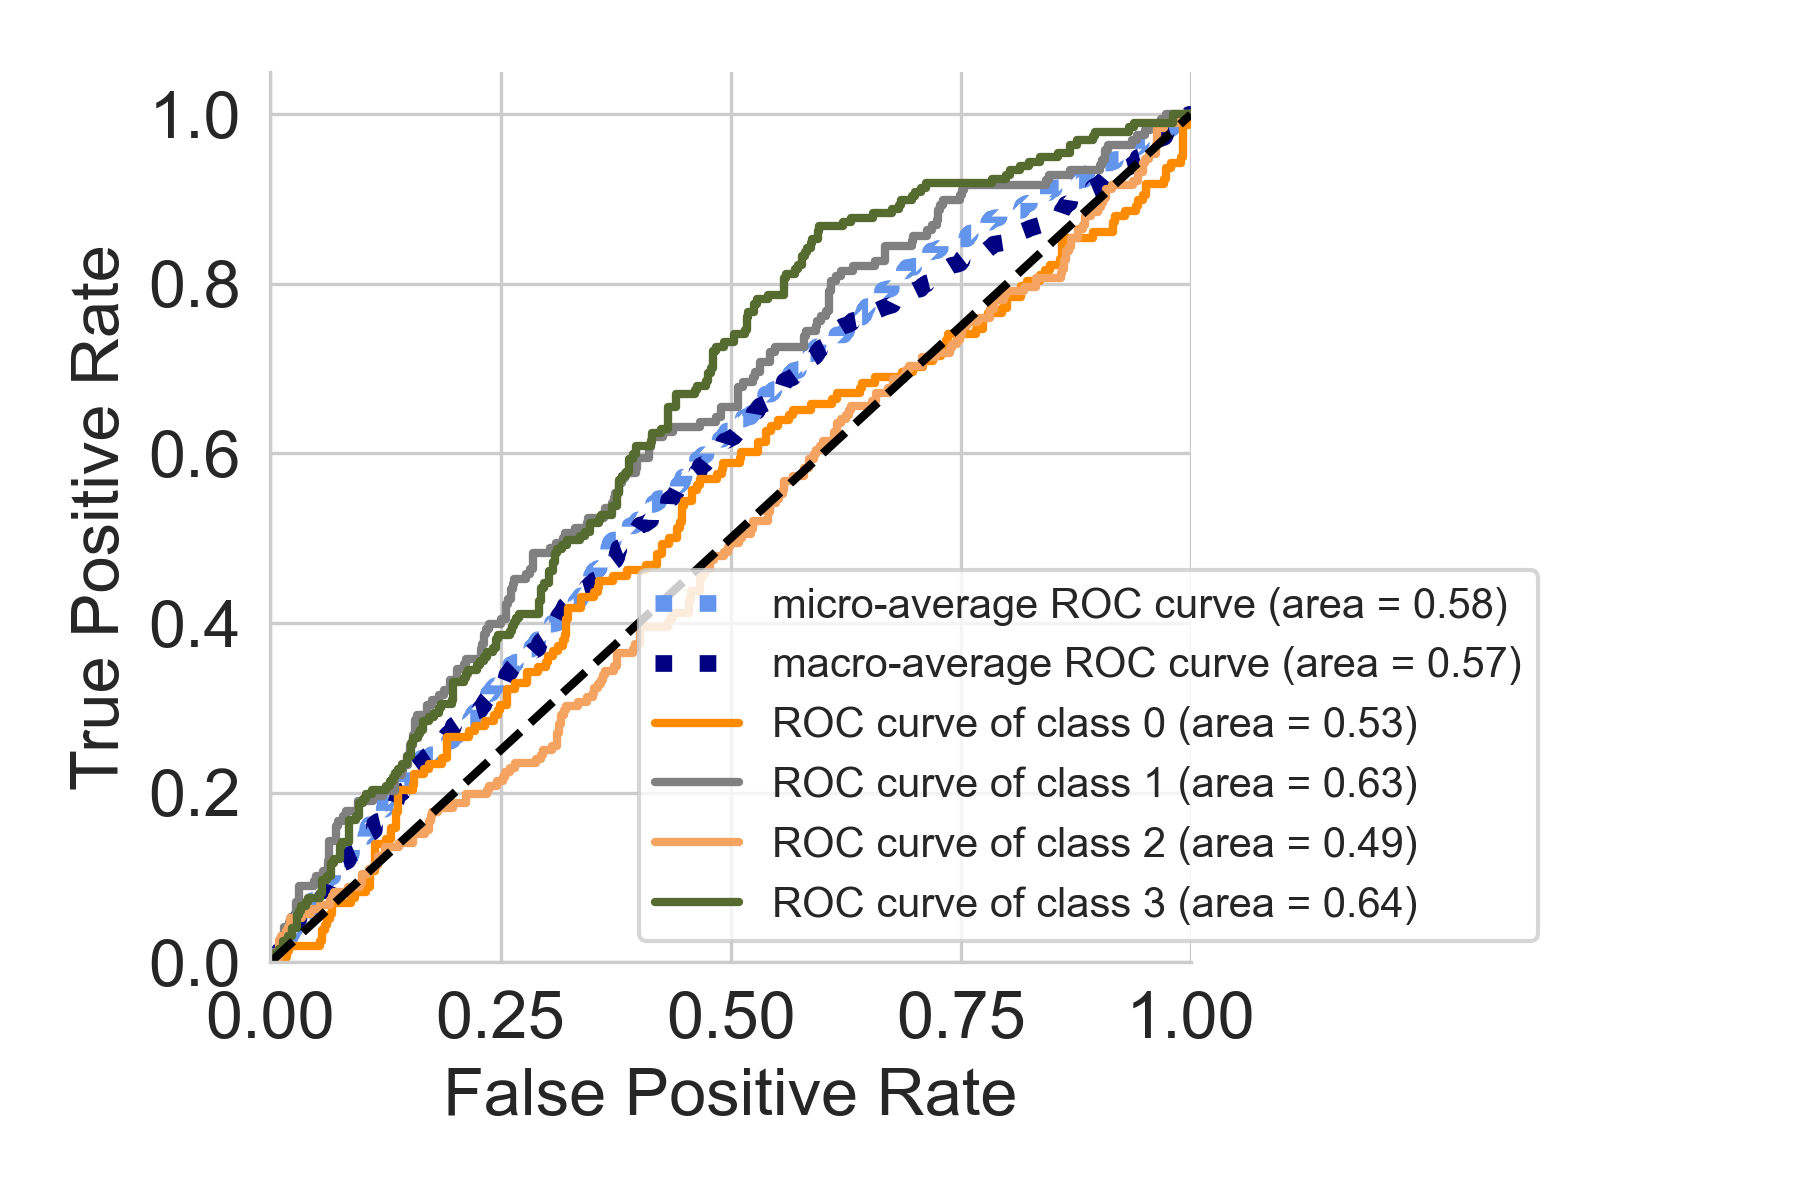 True Positive Rate
1.0
0.8
0.6
0.4
0.2
0.0
0.00 0.25 0.50 0.75 1.00
False Positive Rate
micro-average ROC curve (area = 0.58)
macro-average ROC curve (area = 0.57)
ROC curve of class 0 (area = 0.53)
ROC curve of class 1 (area = 0.63)
ROC curve of class 2 (area = 0.49)
ROC curve of class 3 (area = 0.64)